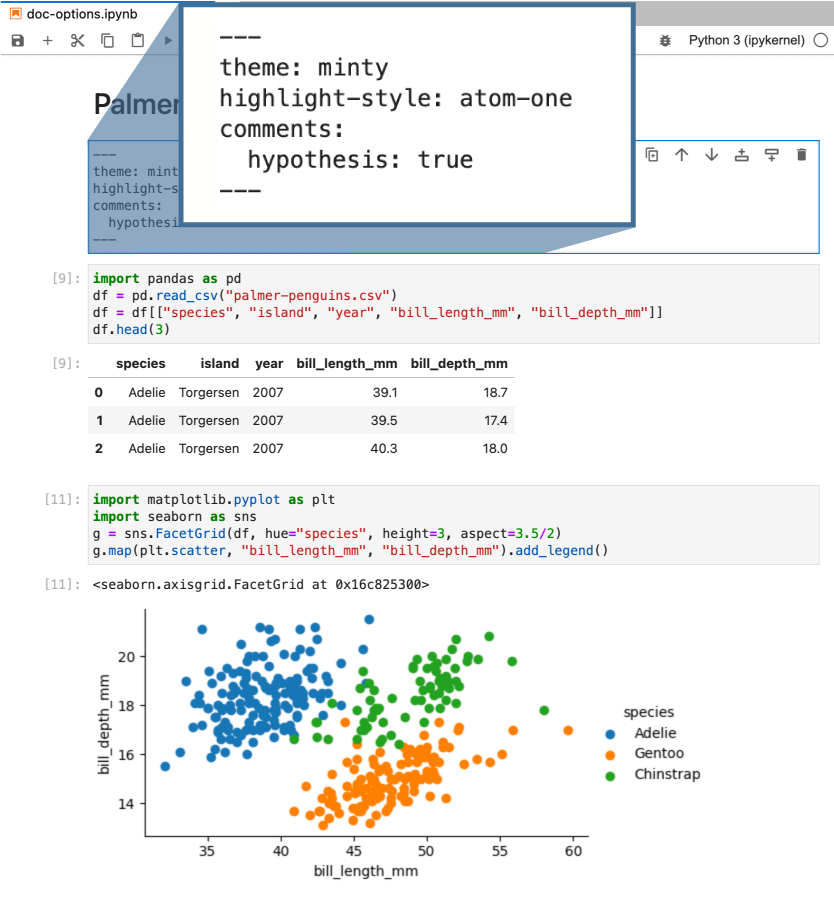 doc-options.ipynb
Python 3 (ipykernel)
---
theme: minty
highlight-style: atom-one
comments:
  hypothesis: true
---
Palmer
---
theme: mint
highlight-s
comments:
  hypothesi
---
[9]:
import pandas as pd
df = pd.read_csv("palmer-penguins.csv")
df = df[["species", "island", "year", "bill_length_mm", "bill_depth_mm"]]
df.head(3)
[9]:
species island year bill_length_mm bill_depth_mm
0 Adelie Torgersen 2007 39.1 18.7
1 Adelie Torgersen 2007 39.5 17.4
2 Adelie Torgersen 2007 40.3 18.0
[11]:
import matplotlib.pyplot as plt
import seaborn as sns
g = sns.FacetGrid(df, hue="species", height=3, aspect=3.5/2)
g.map(plt.scatter, "bill_length_mm", "bill_depth_mm").add_legend()
[11]:
<seaborn.axisgrid.FacetGrid at 0x16c825300>
20
18
16
14
bill_depth_mm
35 40 45 50 55 60
bill_length_mm
species
Adelie
Gentoo
Chinstrap